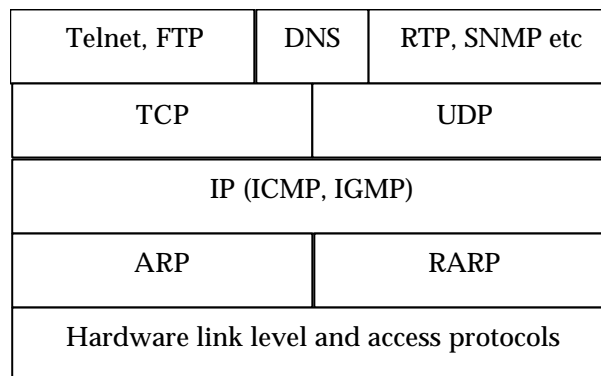 Telnet, FTP
DNS
RTP, SNMP etc
TCP
UDP
IP (ICMP, IGMP)
ARP
RARP
Hardware link level and access protocols